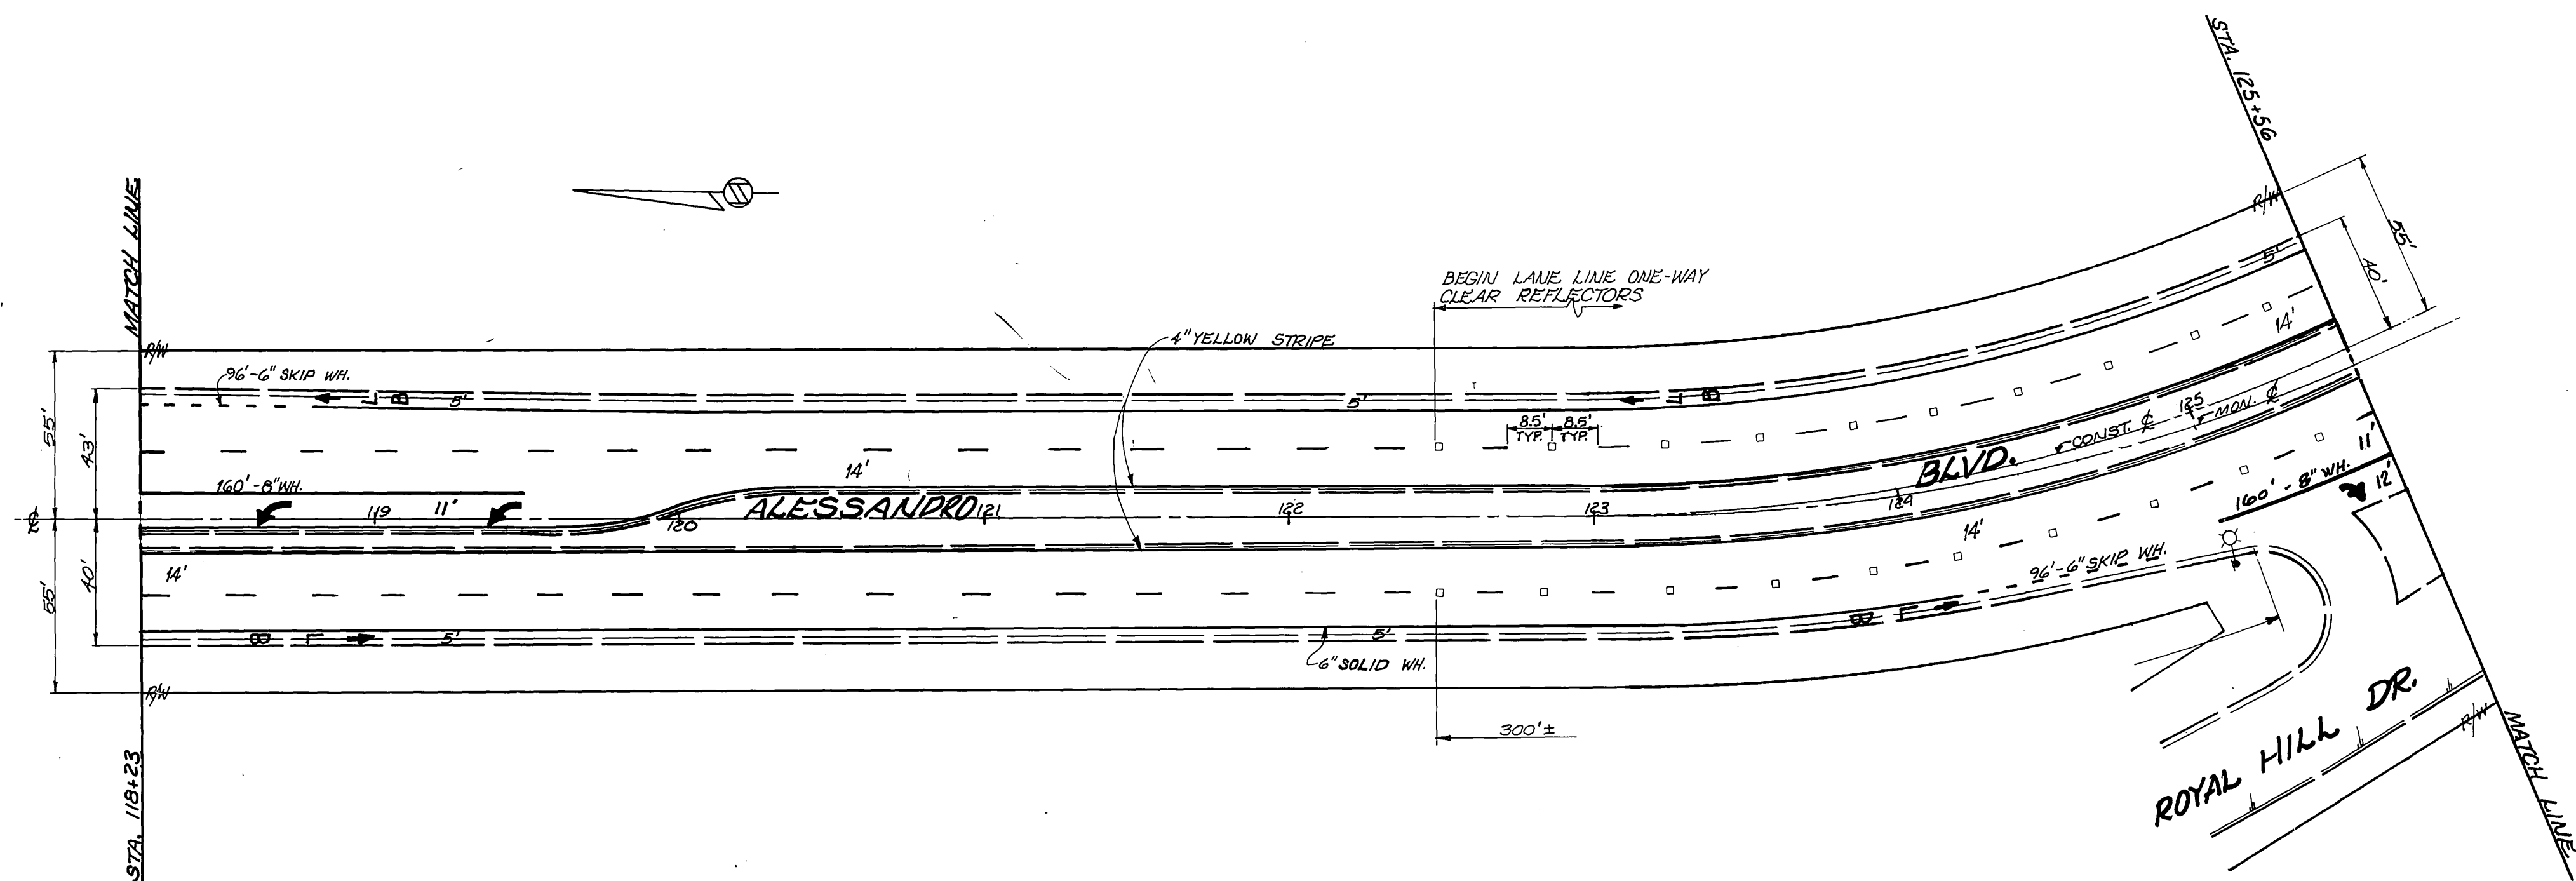 STA. 125+56
MATCH LINE
R/W
55'
40'
5'
BEGIN LANE LINE ONE-WAY
CLEAR REFLECTORS
4" YELLOW STRIPE
R/W
96'-6" SKIP WH.
5'
5'
L B
L B
8.5'
TYP.
8.5'
TYP.
14'
55'
43'
14'
160'-8" WH.
11'
119
120
ALESSANDRO
121
122
123
BLVD.
124
125
CONST. ℄
MON. ℄
℄
11'
12'
160'-8" WH.
14'
14'
96'-6" SKIP WH.
40'
55'
B L
5'
5'
B L
6" SOLID WH.
R/W
300'±
ROYAL HILL DR.
R/W
STA. 118+23
MATCH LINE